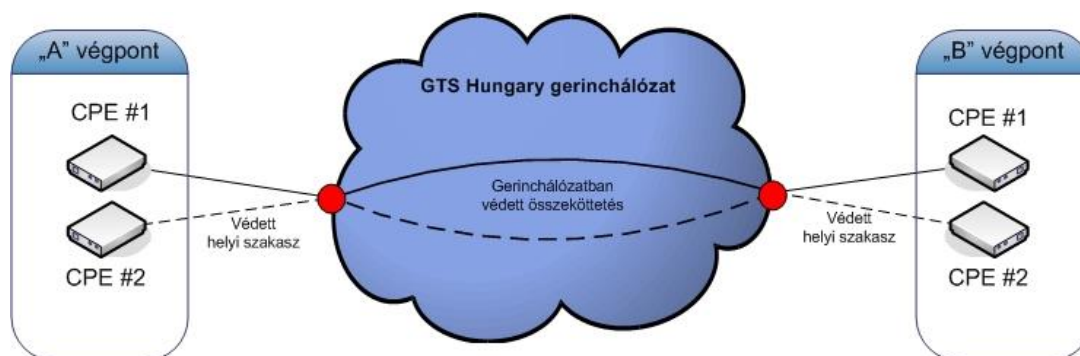 „A” végpont
CPE #1
CPE #2
Védett
helyi szakasz
GTS Hungary gerinchálózat
Gerinchálózatban
védett összeköttetés
Védett
helyi szakasz
„B” végpont
CPE #1
CPE #2